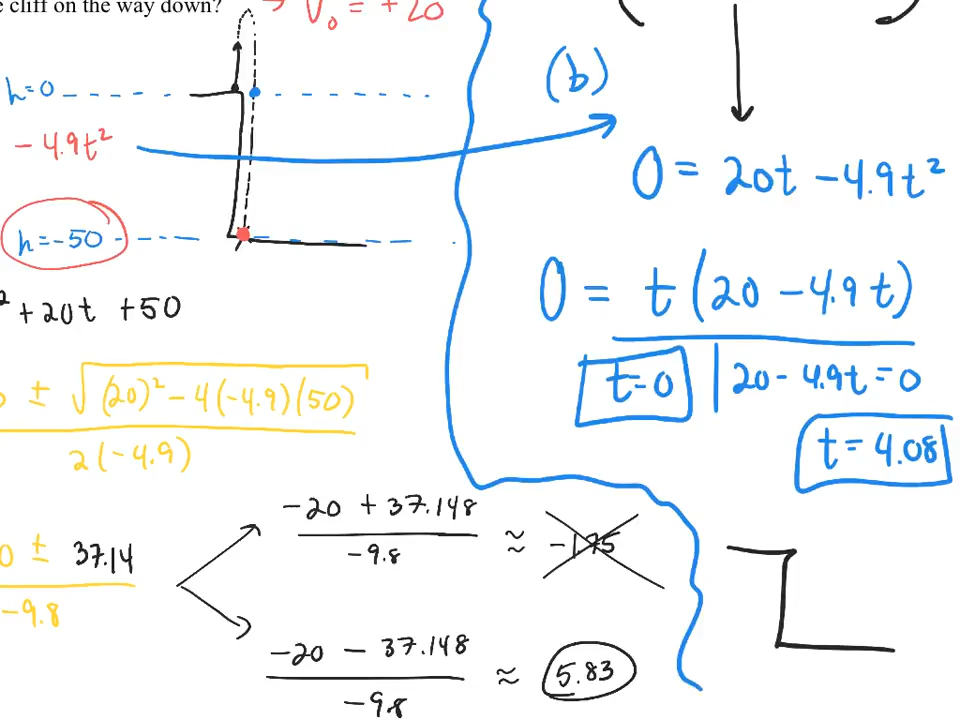 e cliff on the way down?
→ V₀ = +20
h=0
- 4.9t²
h=-50
² +20t +50
0 ± √(20)² - 4(-4.9)(50)
2(-4.9)
0 ± 37.14
-9.8
-20 + 37.148
-9.8
≈ -1.75
-20 - 37.148
-9.8
≈ 5.83
(b)
0 = 20t - 4.9t²
0 = t(20 - 4.9t)
t=0 | 20 - 4.9t = 0
t = 4.08